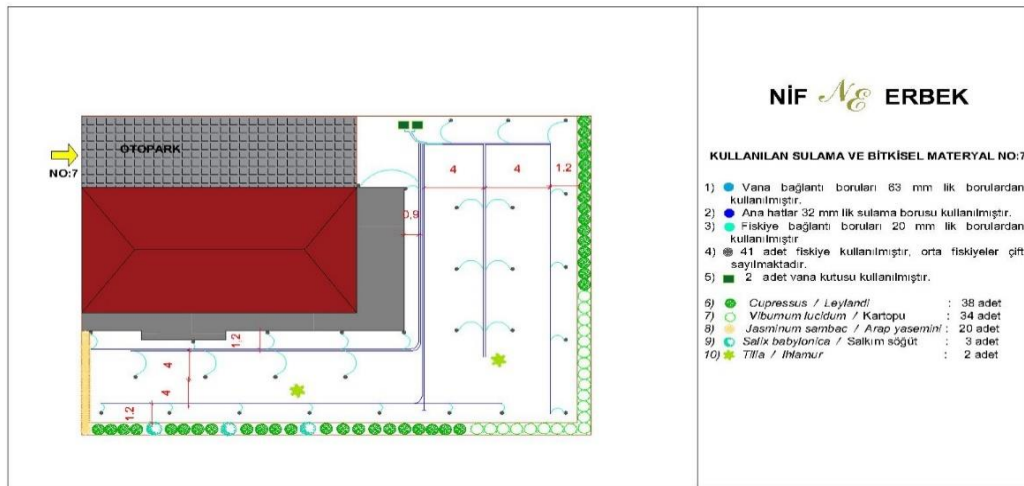 NİF NE ERBEK
KULLANILAN SULAMA VE BİTKİSEL MATERYAL NO:7
1) Vana bağlantı boruları 63 mm lik borulardan
kullanılmıştır.
2) Ana hatlar 32 mm lik sulama borusu kullanılmıştır.
3) Fiskiye bağlantı boruları 20 mm lik borulardan
kullanılmıştır
4) 41 adet fiskiye kullanılmıştır, orta fiskiyeler çift
sayılmaktadır.
5) 2 adet vana kutusu kullanılmıştır.
6) Cupressus / Leylandi : 38 adet
7) Viburnum lucidum / Kartopu : 34 adet
8) Jasminum sambac / Arap yasemini : 20 adet
9) Salix babylonica / Salkım söğüt : 3 adet
10) Tilia / Ihlamur : 2 adet
OTOPARK
NO:7
4
4
1.2
0,9
1.2
4
4
1.2